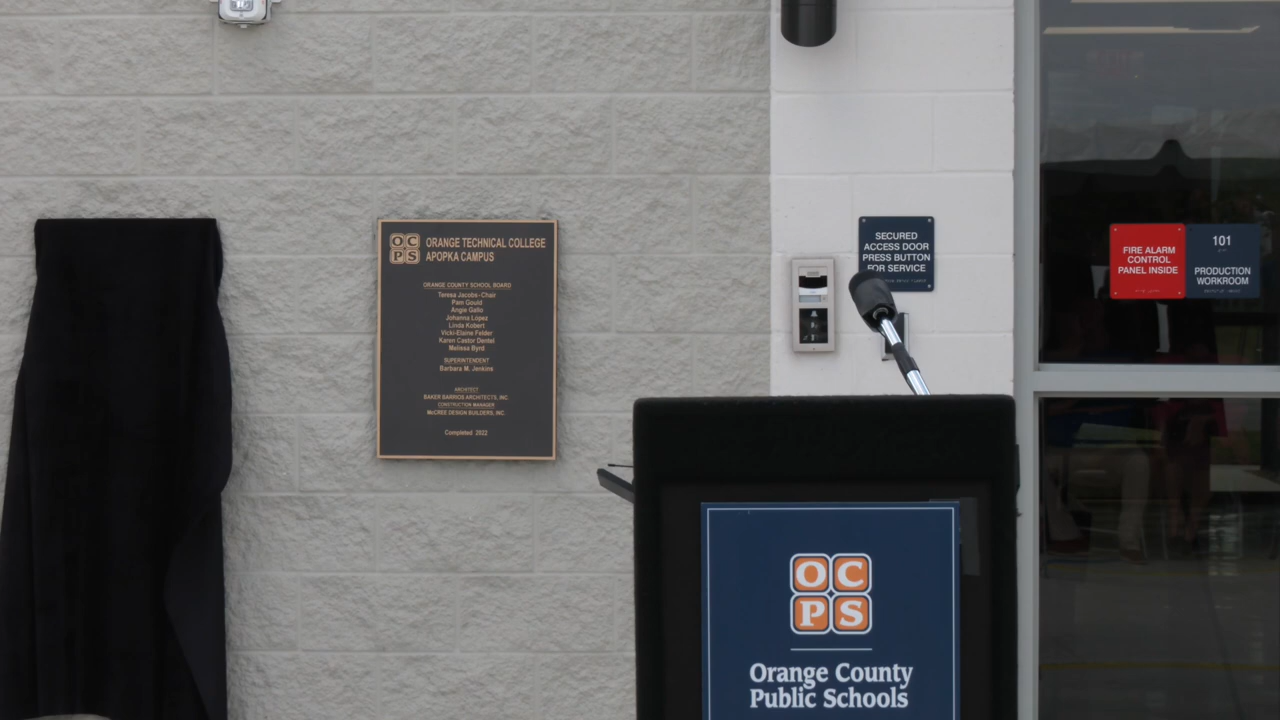 OC
PS
ORANGE TECHNICAL COLLEGE
APOPKA CAMPUS
ORANGE COUNTY SCHOOL BOARD
Teresa Jacobs-Chair
Pam Gould
Angie Gallo
Johanna López
Linda Kobert
Vicki-Elaine Felder
Karen Castor Dentel
Melissa Byrd
SUPERINTENDENT
Barbara M. Jenkins
ARCHITECT
BAKER BARRIOS ARCHITECTS, INC.
CONSTRUCTION MANAGER
McCREE DESIGN BUILDERS, INC.
Completed 2022
SECURED
ACCESS DOOR
PRESS BUTTON
FOR SERVICE
FIRE ALARM
CONTROL
PANEL INSIDE
101
PRODUCTION
WORKROOM
OC
PS
Orange County
Public Schools